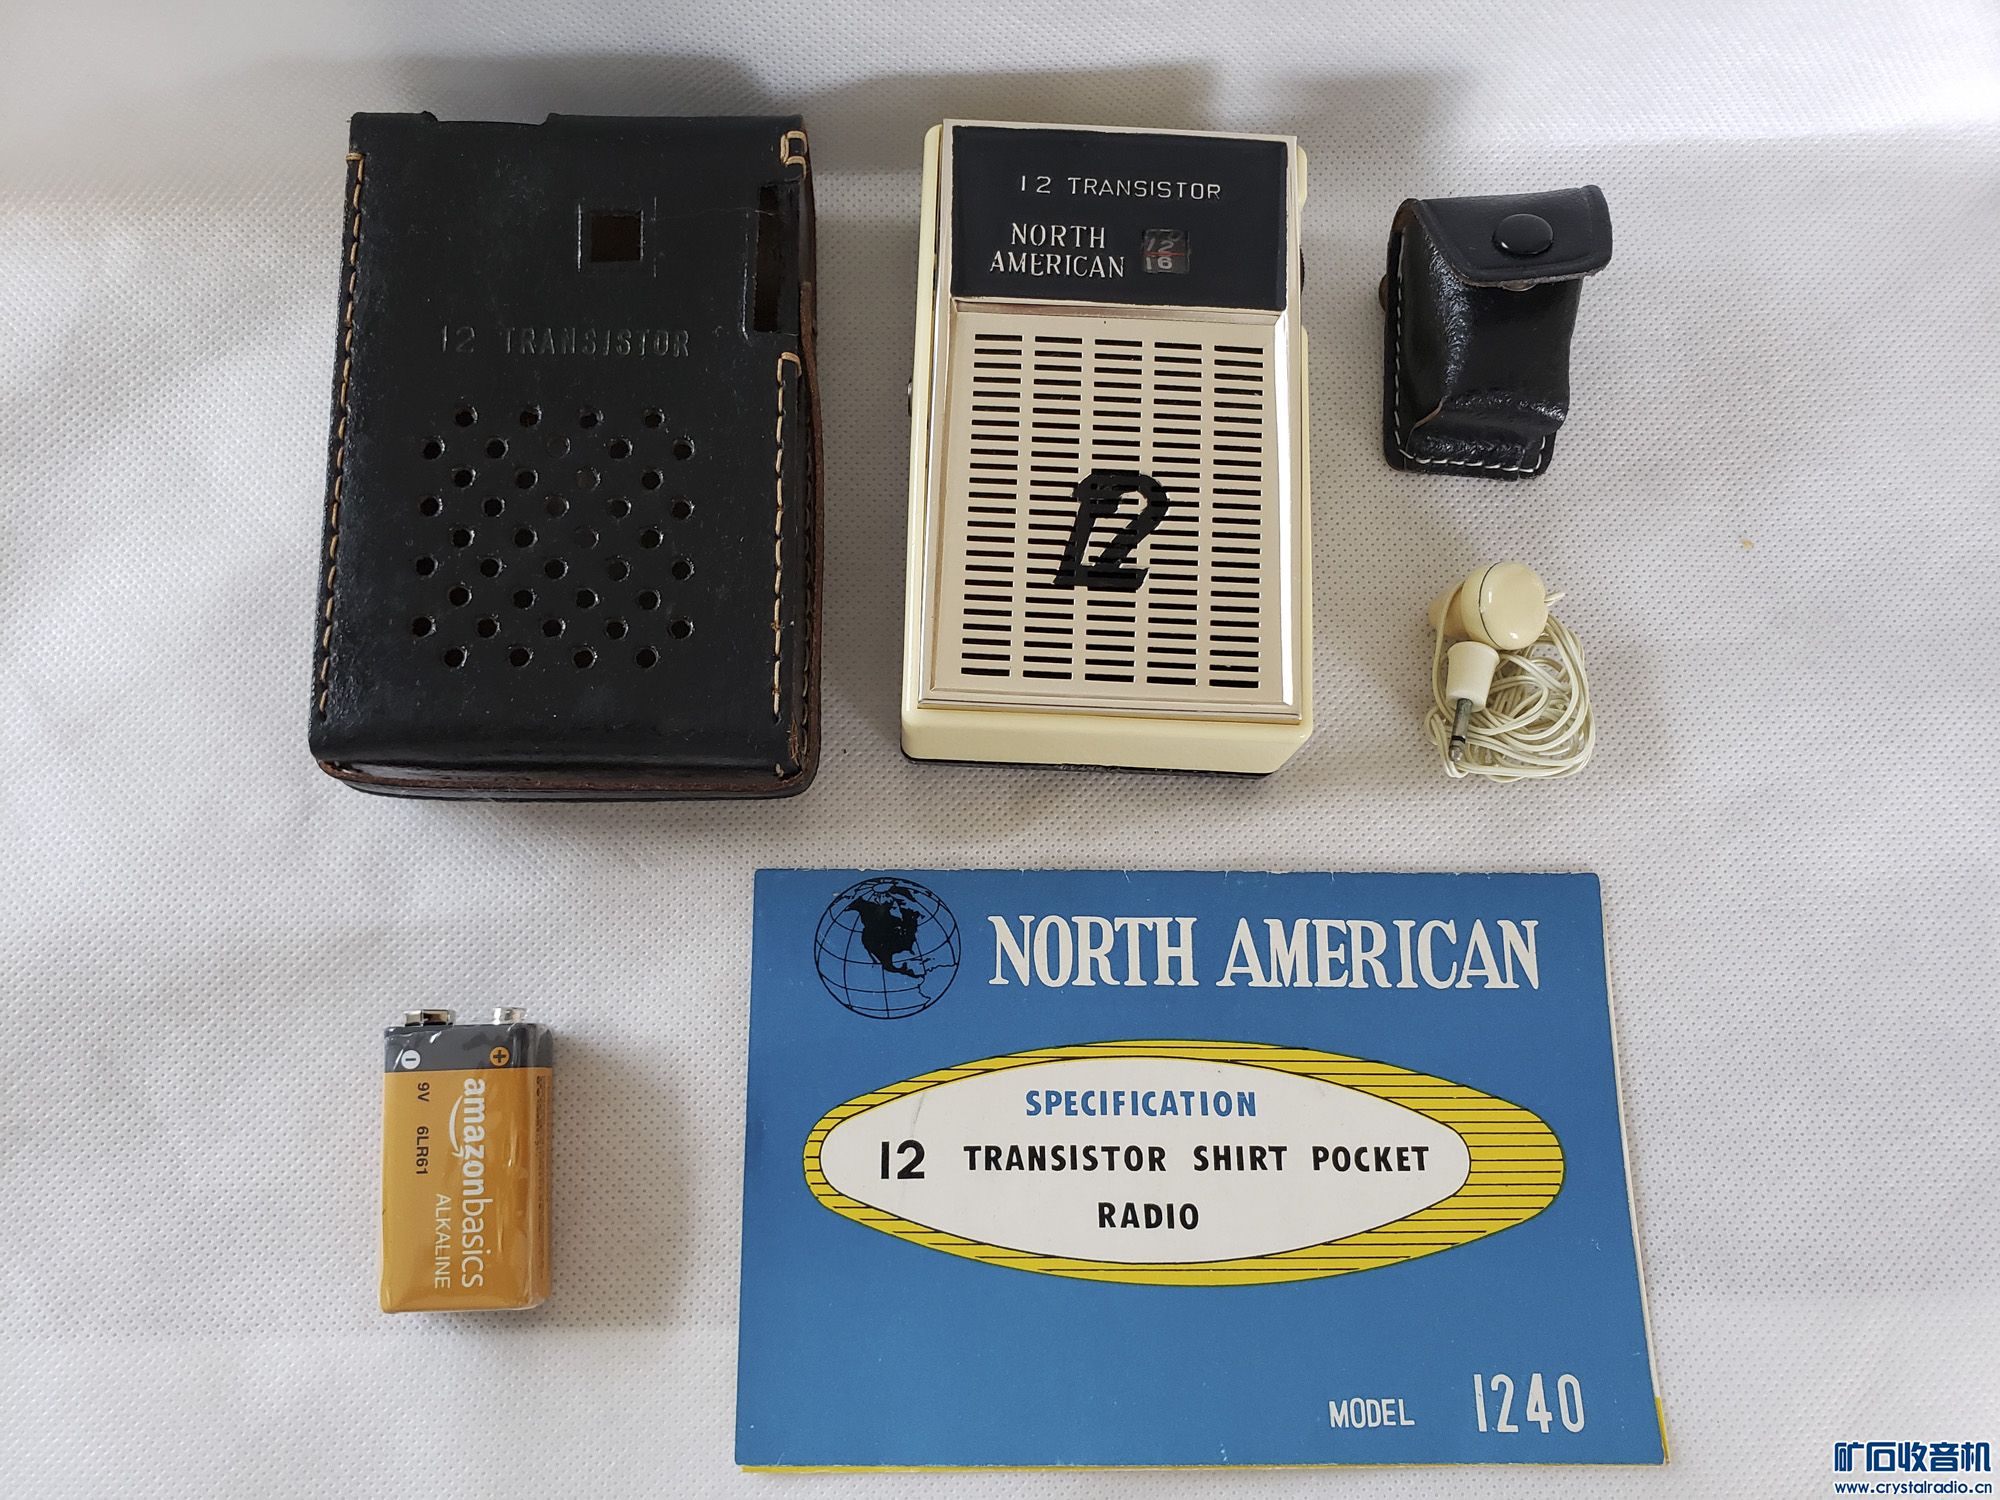 12 TRANSISTOR
12 TRANSISTOR
NORTH
AMERICAN
12
16
12
NORTH AMERICAN
SPECIFICATION
12 TRANSISTOR SHIRT POCKET
RADIO
MODEL 1240
9V 6LR61
amazonbasics
ALKALINE
矿石收音机
www.crystalradio.cn